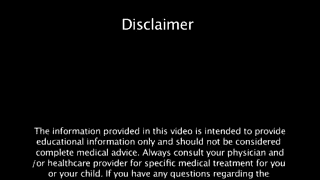 Disclaimer
The information provided in this video is intended to provide
educational information only and should not be considered
complete medical advice. Always consult your physician and
/or healthcare provider for specific medical treatment for you
or your child. If you have any questions regarding the